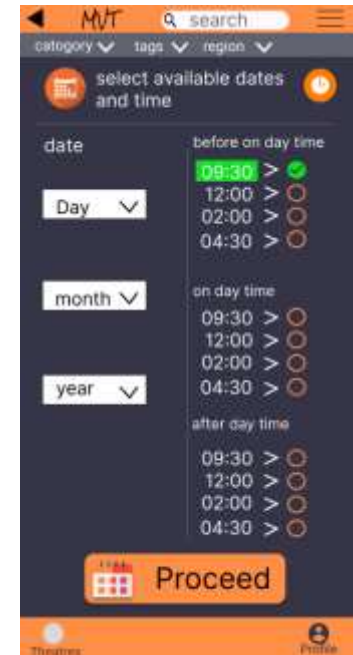 MVT search
catogory tags region
select available dates
and time
date
Day
month
year
before on day time
09:30 >
12:00 >
02:00 >
04:30 >
on day time
09:30 >
12:00 >
02:00 >
04:30 >
after day time
09:30 >
12:00 >
02:00 >
04:30 >
Proceed
Theatres Profile